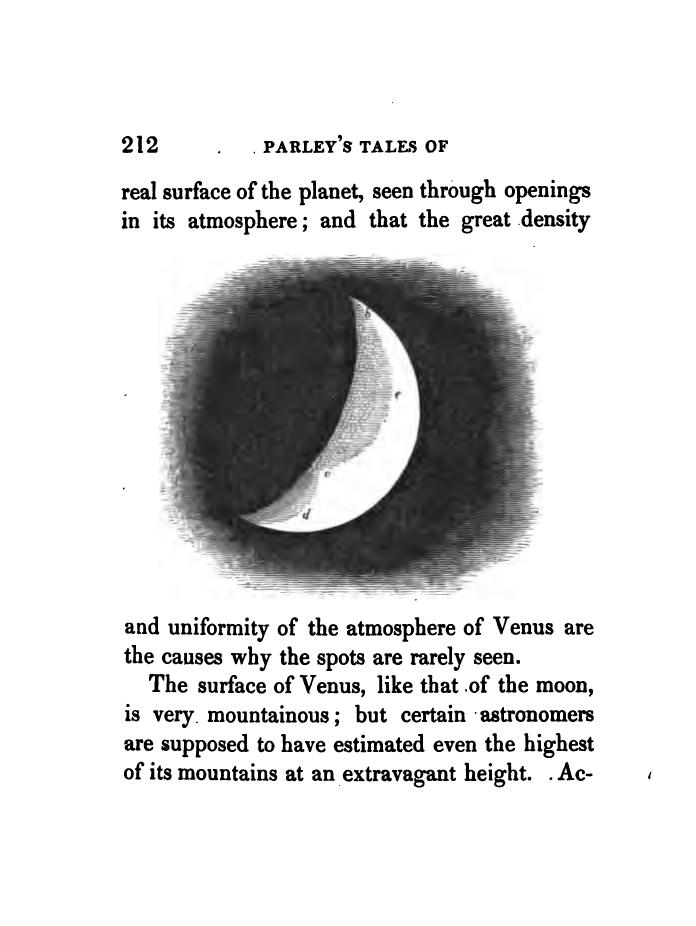 212 PARLEY'S TALES OF
real surface of the planet, seen through openings
in its atmosphere; and that the great density
b
c
d
and uniformity of the atmosphere of Venus are
the causes why the spots are rarely seen.
The surface of Venus, like that of the moon,
is very mountainous; but certain astronomers
are supposed to have estimated even the highest
of its mountains at an extravagant height. Ac-